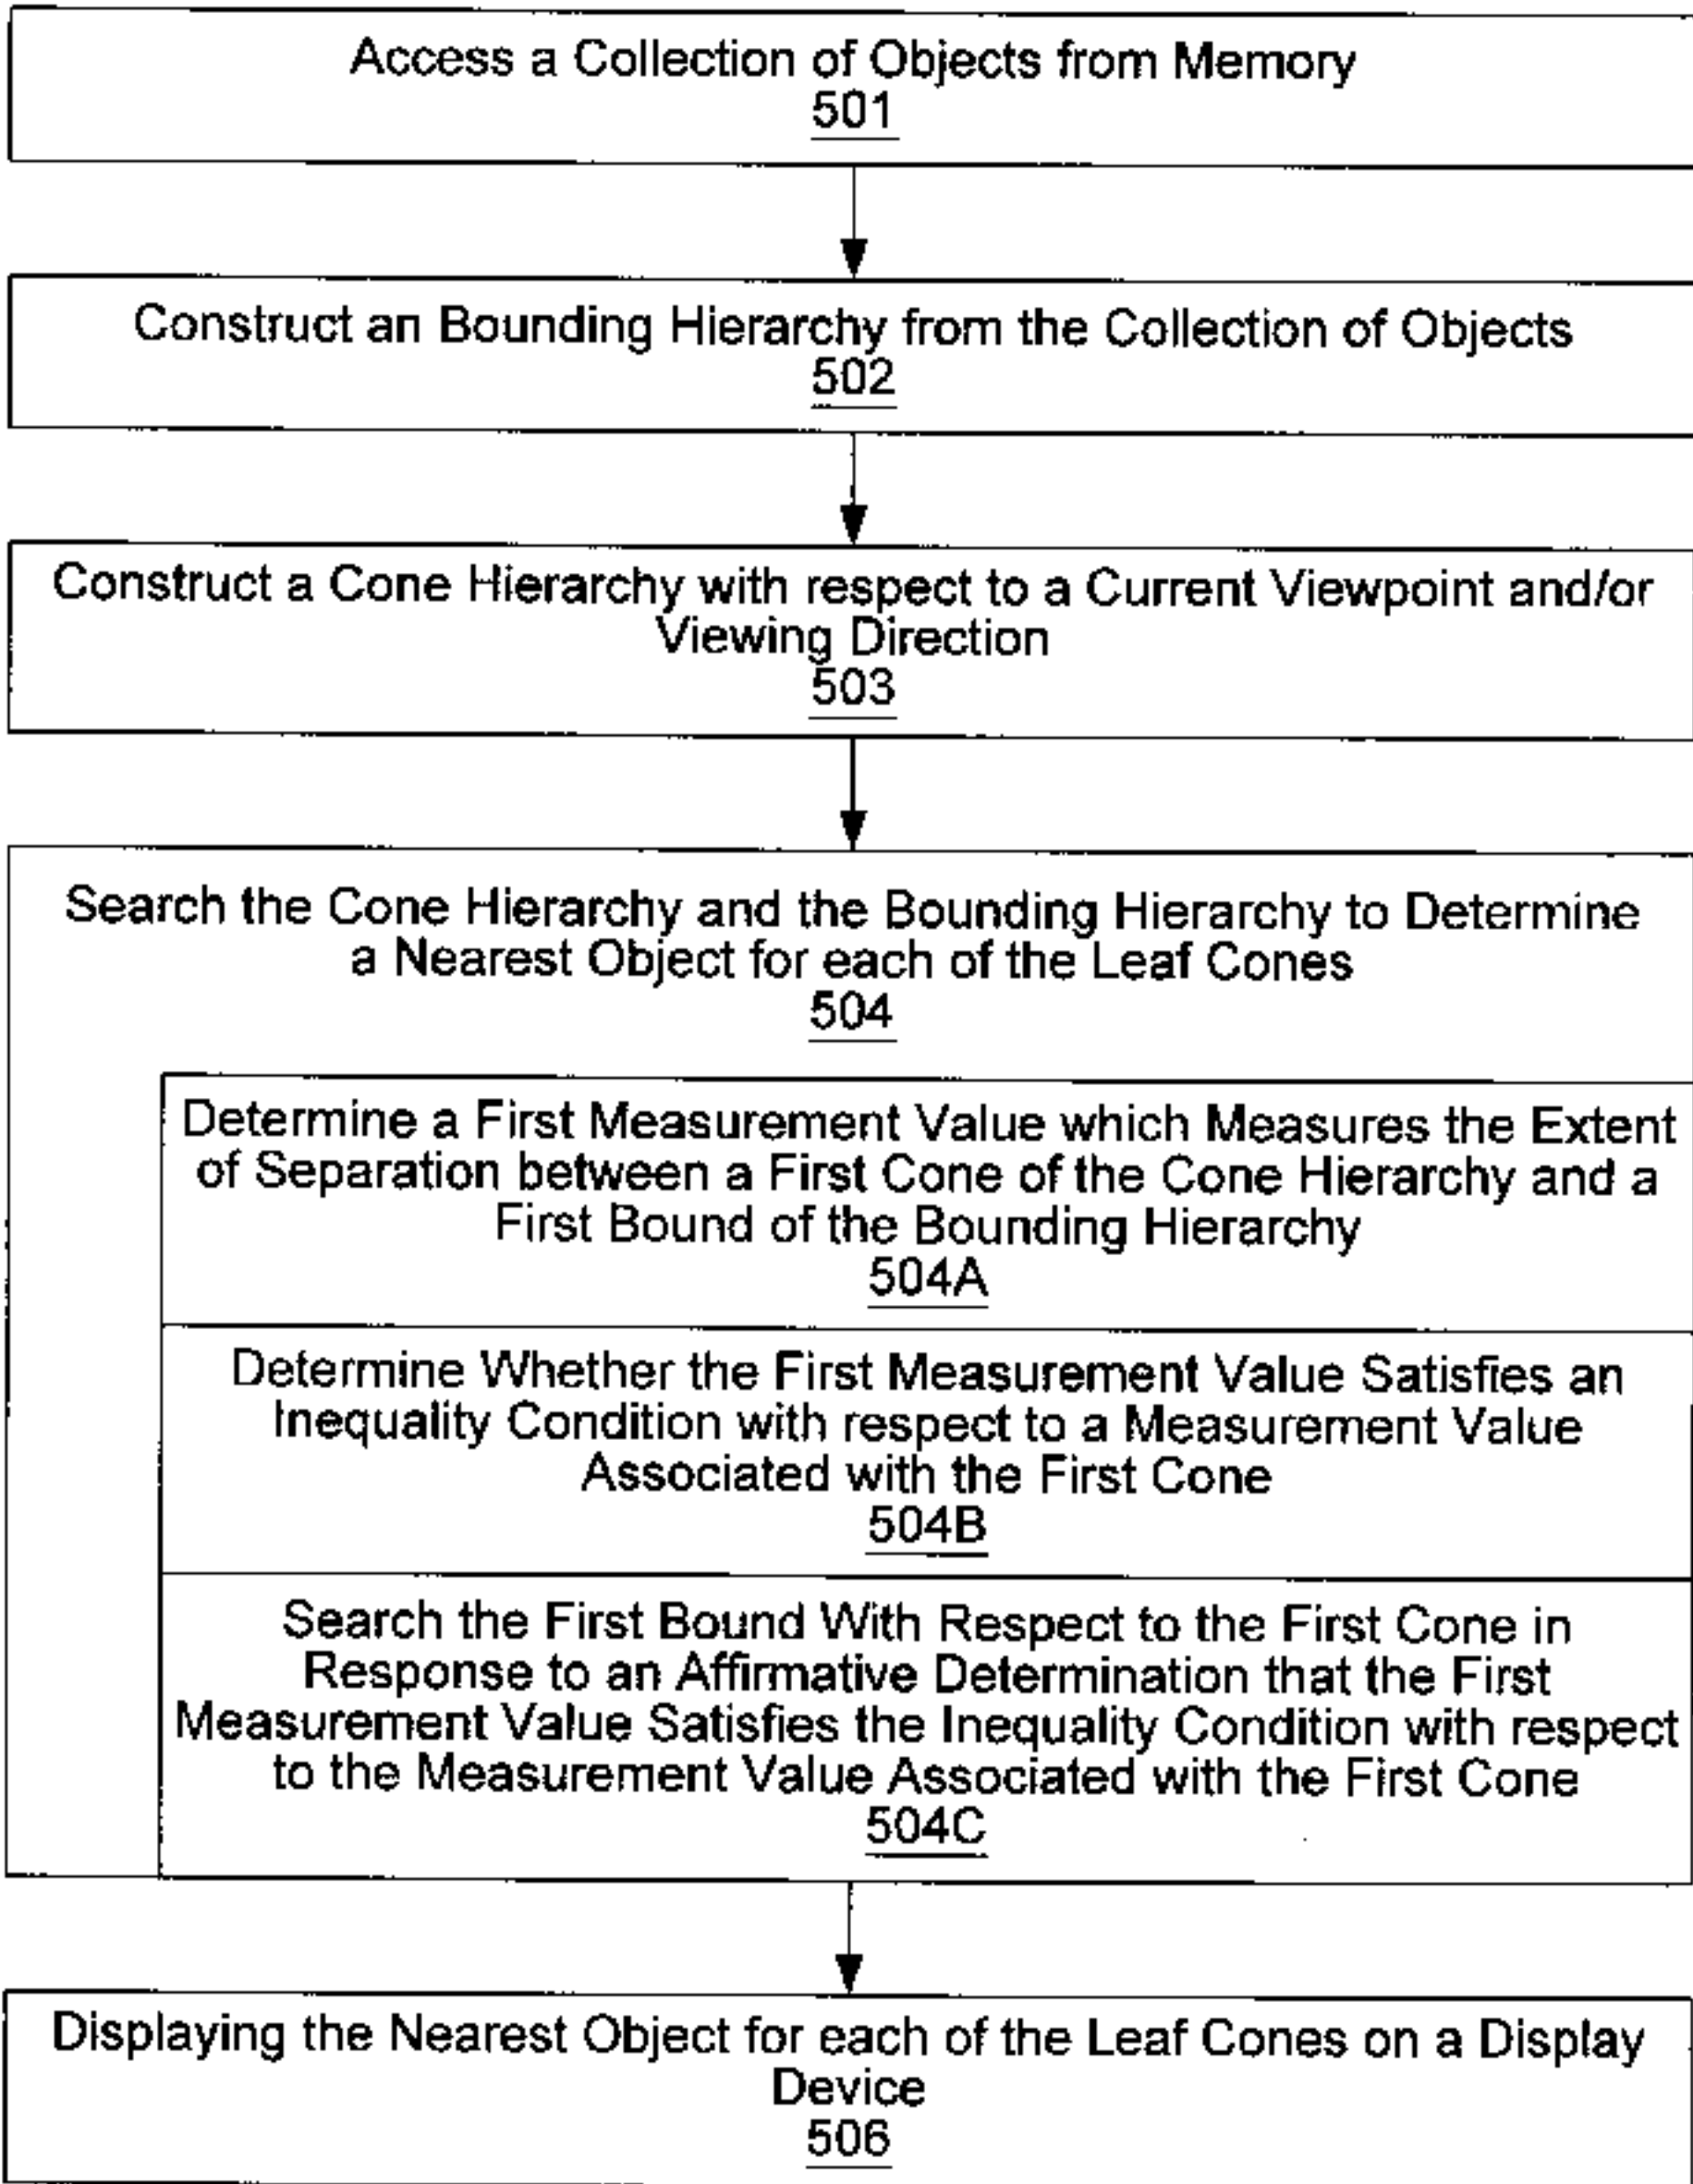 Access a Collection of Objects from Memory
501
Construct an Bounding Hierarchy from the Collection of Objects
502
Construct a Cone Hierarchy with respect to a Current Viewpoint and/or
Viewing Direction
503
Search the Cone Hierarchy and the Bounding Hierarchy to Determine
a Nearest Object for each of the Leaf Cones
504
Determine a First Measurement Value which Measures the Extent
of Separation between a First Cone of the Cone Hierarchy and a
First Bound of the Bounding Hierarchy
504A
Determine Whether the First Measurement Value Satisfies an
Inequality Condition with respect to a Measurement Value
Associated with the First Cone
504B
Search the First Bound With Respect to the First Cone in
Response to an Affirmative Determination that the First
Measurement Value Satisfies the Inequality Condition with respect
to the Measurement Value Associated with the First Cone
504C
Displaying the Nearest Object for each of the Leaf Cones on a Display
Device
506